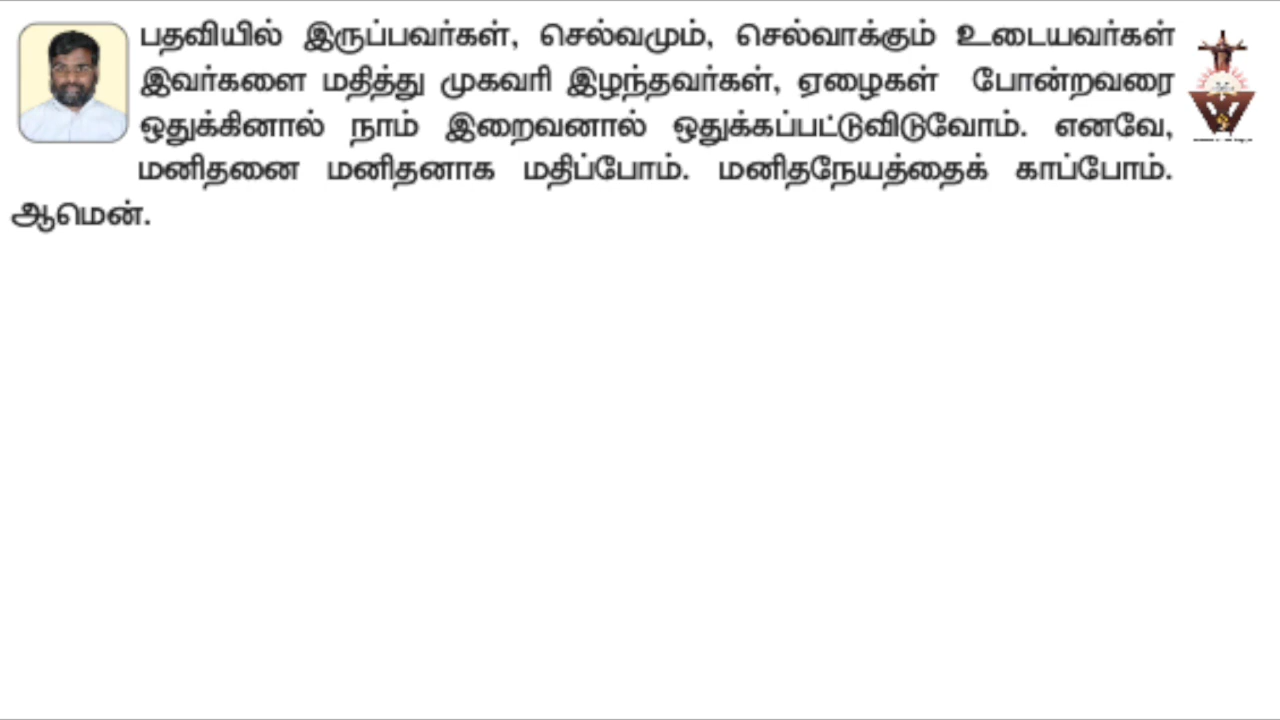 பதவியில் இருப்பவர்கள், செல்வமும், செல்வாக்கும் உடையவர்கள்
இவர்களை மதித்து முகவரி இழந்தவர்கள், ஏழைகள் போன்றவரை
ஒதுக்கினால் நாம் இறைவனால் ஒதுக்கப்பட்டுவிடுவோம். எனவே,
மனிதனை மனிதனாக மதிப்போம். மனிதநேயத்தைக் காப்போம்.
ஆமென்.